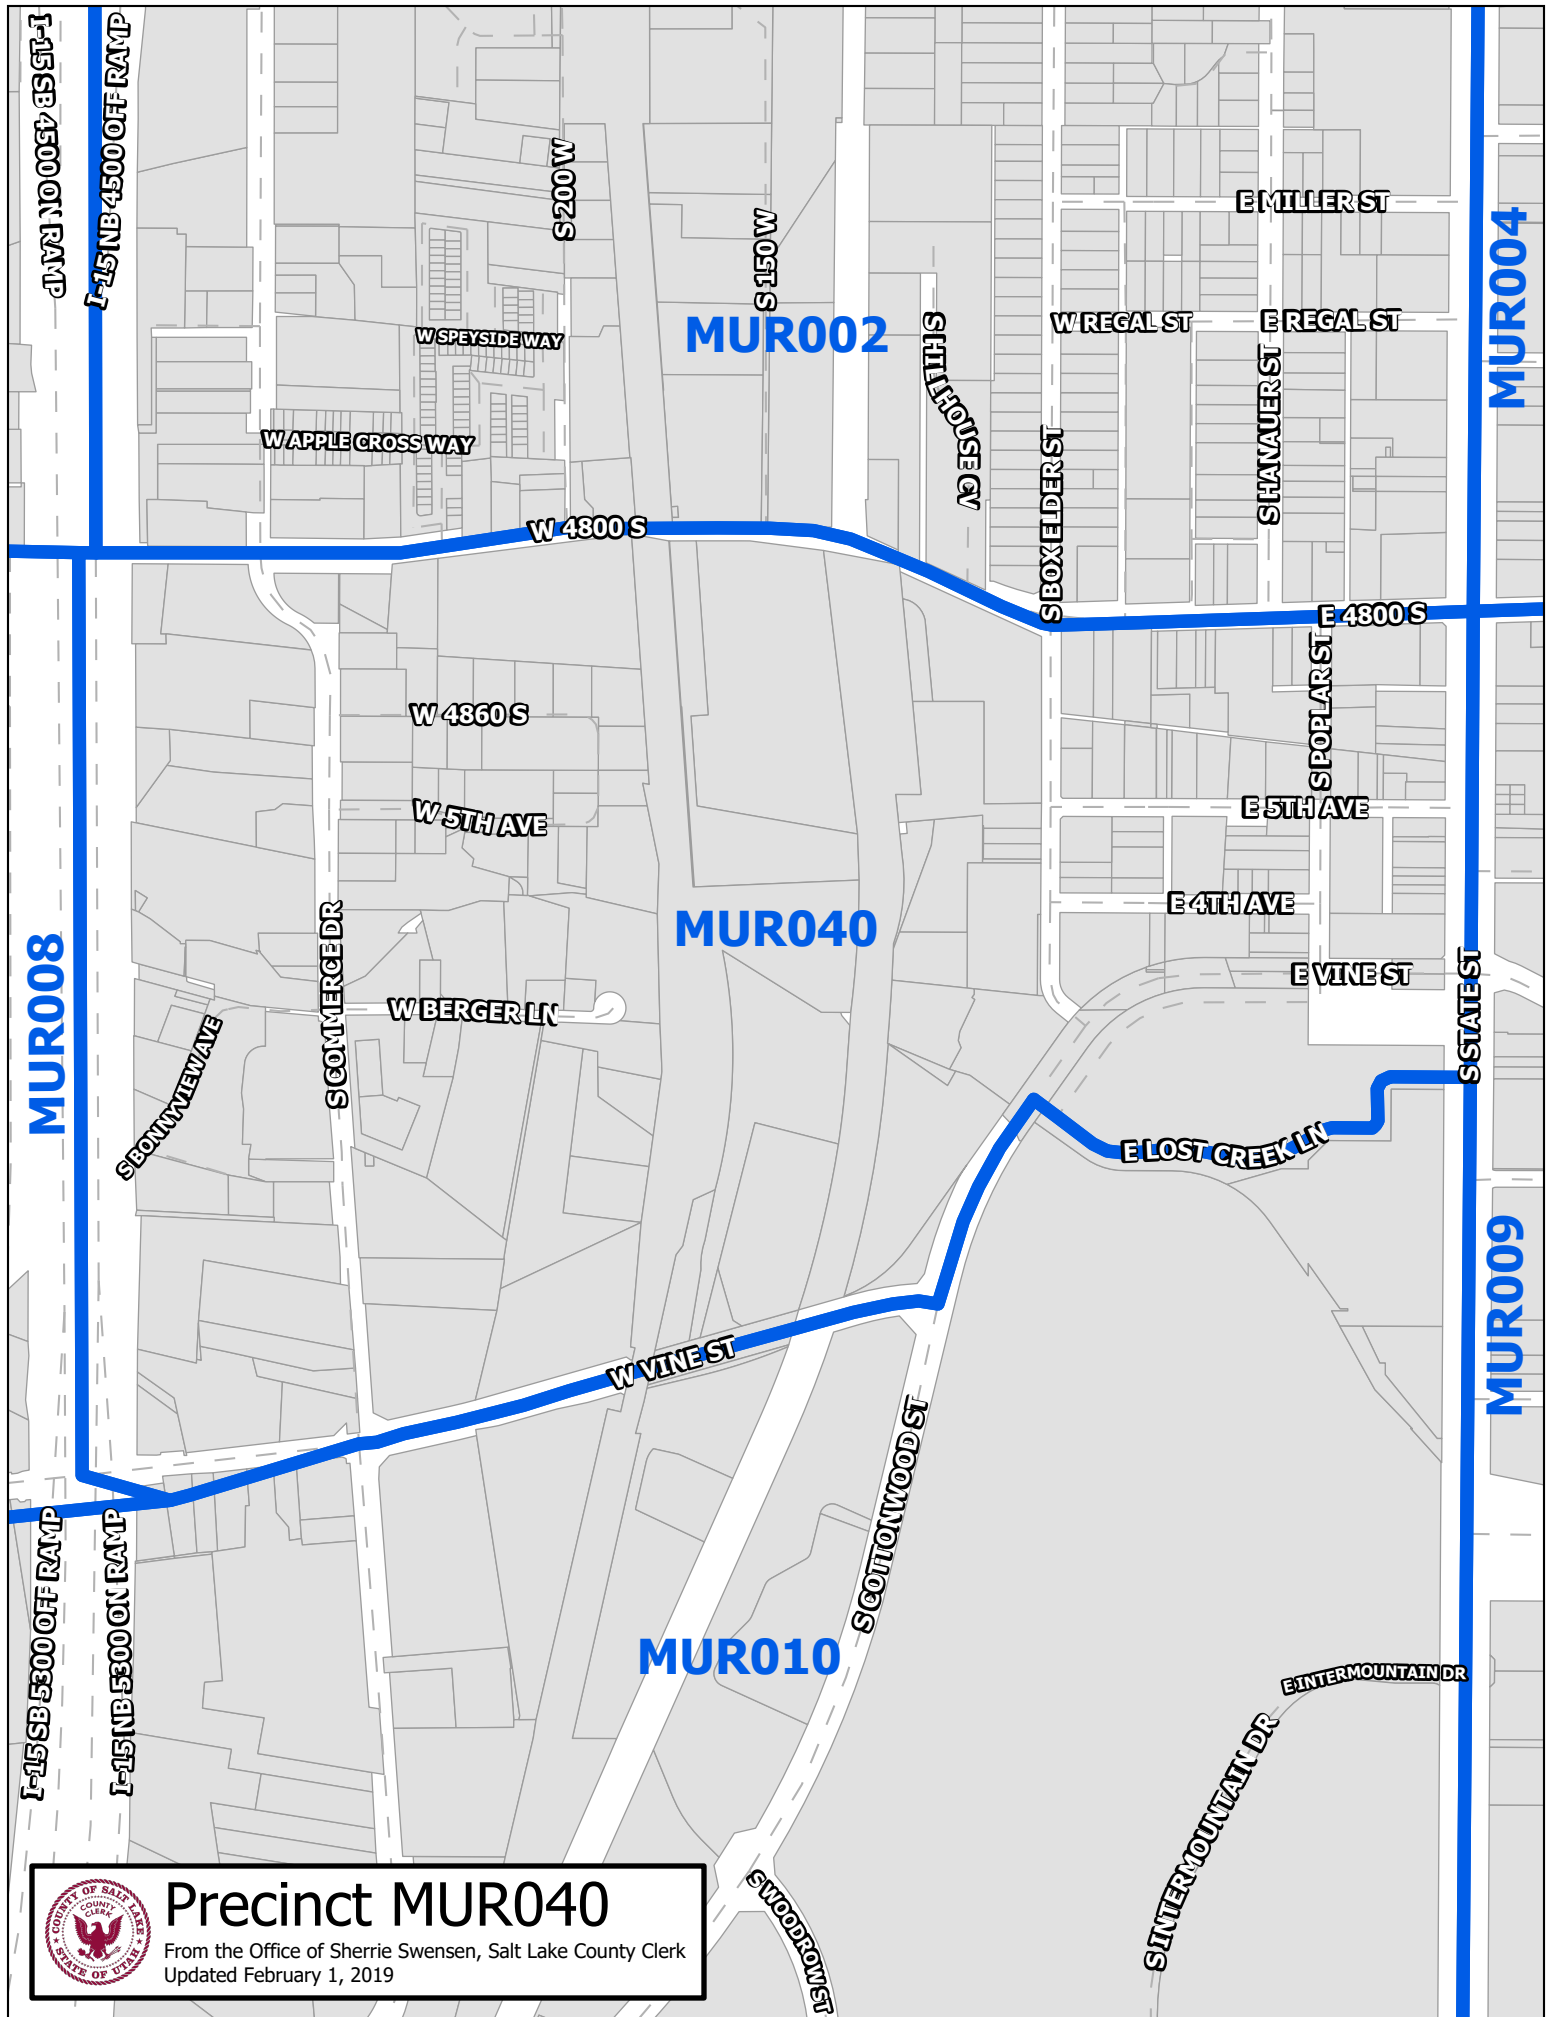 I-15 SB 4500 ON RAMP
I-15 NB 4500 OFF RAMP
S 200 W
S 150 W
E MILLER ST
MUR004
MUR002
W REGAL ST
E REGAL ST
W SPEYSIDE WAY
S HILLHOUSE CV
S HANAUER ST
W APPLE CROSS WAY
S BOX ELDER ST
W 4800 S
E 4800 S
S POPLAR ST
W 4860 S
W 5TH AVE
E 5TH AVE
E 4TH AVE
MUR040
MUR008
S COMMERCE DR
E VINE ST
S STATE ST
W BERGER LN
S BONNYVIEW AVE
E LOST CREEK LN
MUR009
W VINE ST
S COTTONWOOD ST
I-15 SB 5300 OFF RAMP
I-15 NB 5300 ON RAMP
MUR010
E INTERMOUNTAIN DR
S INTERMOUNTAIN DR
S WOODROW ST
COUNTY OF SALT LAKE
COUNTY
CLERK
STATE OF UTAH
Precinct MUR040
From the Office of Sherrie Swensen, Salt Lake County Clerk
Updated February 1, 2019